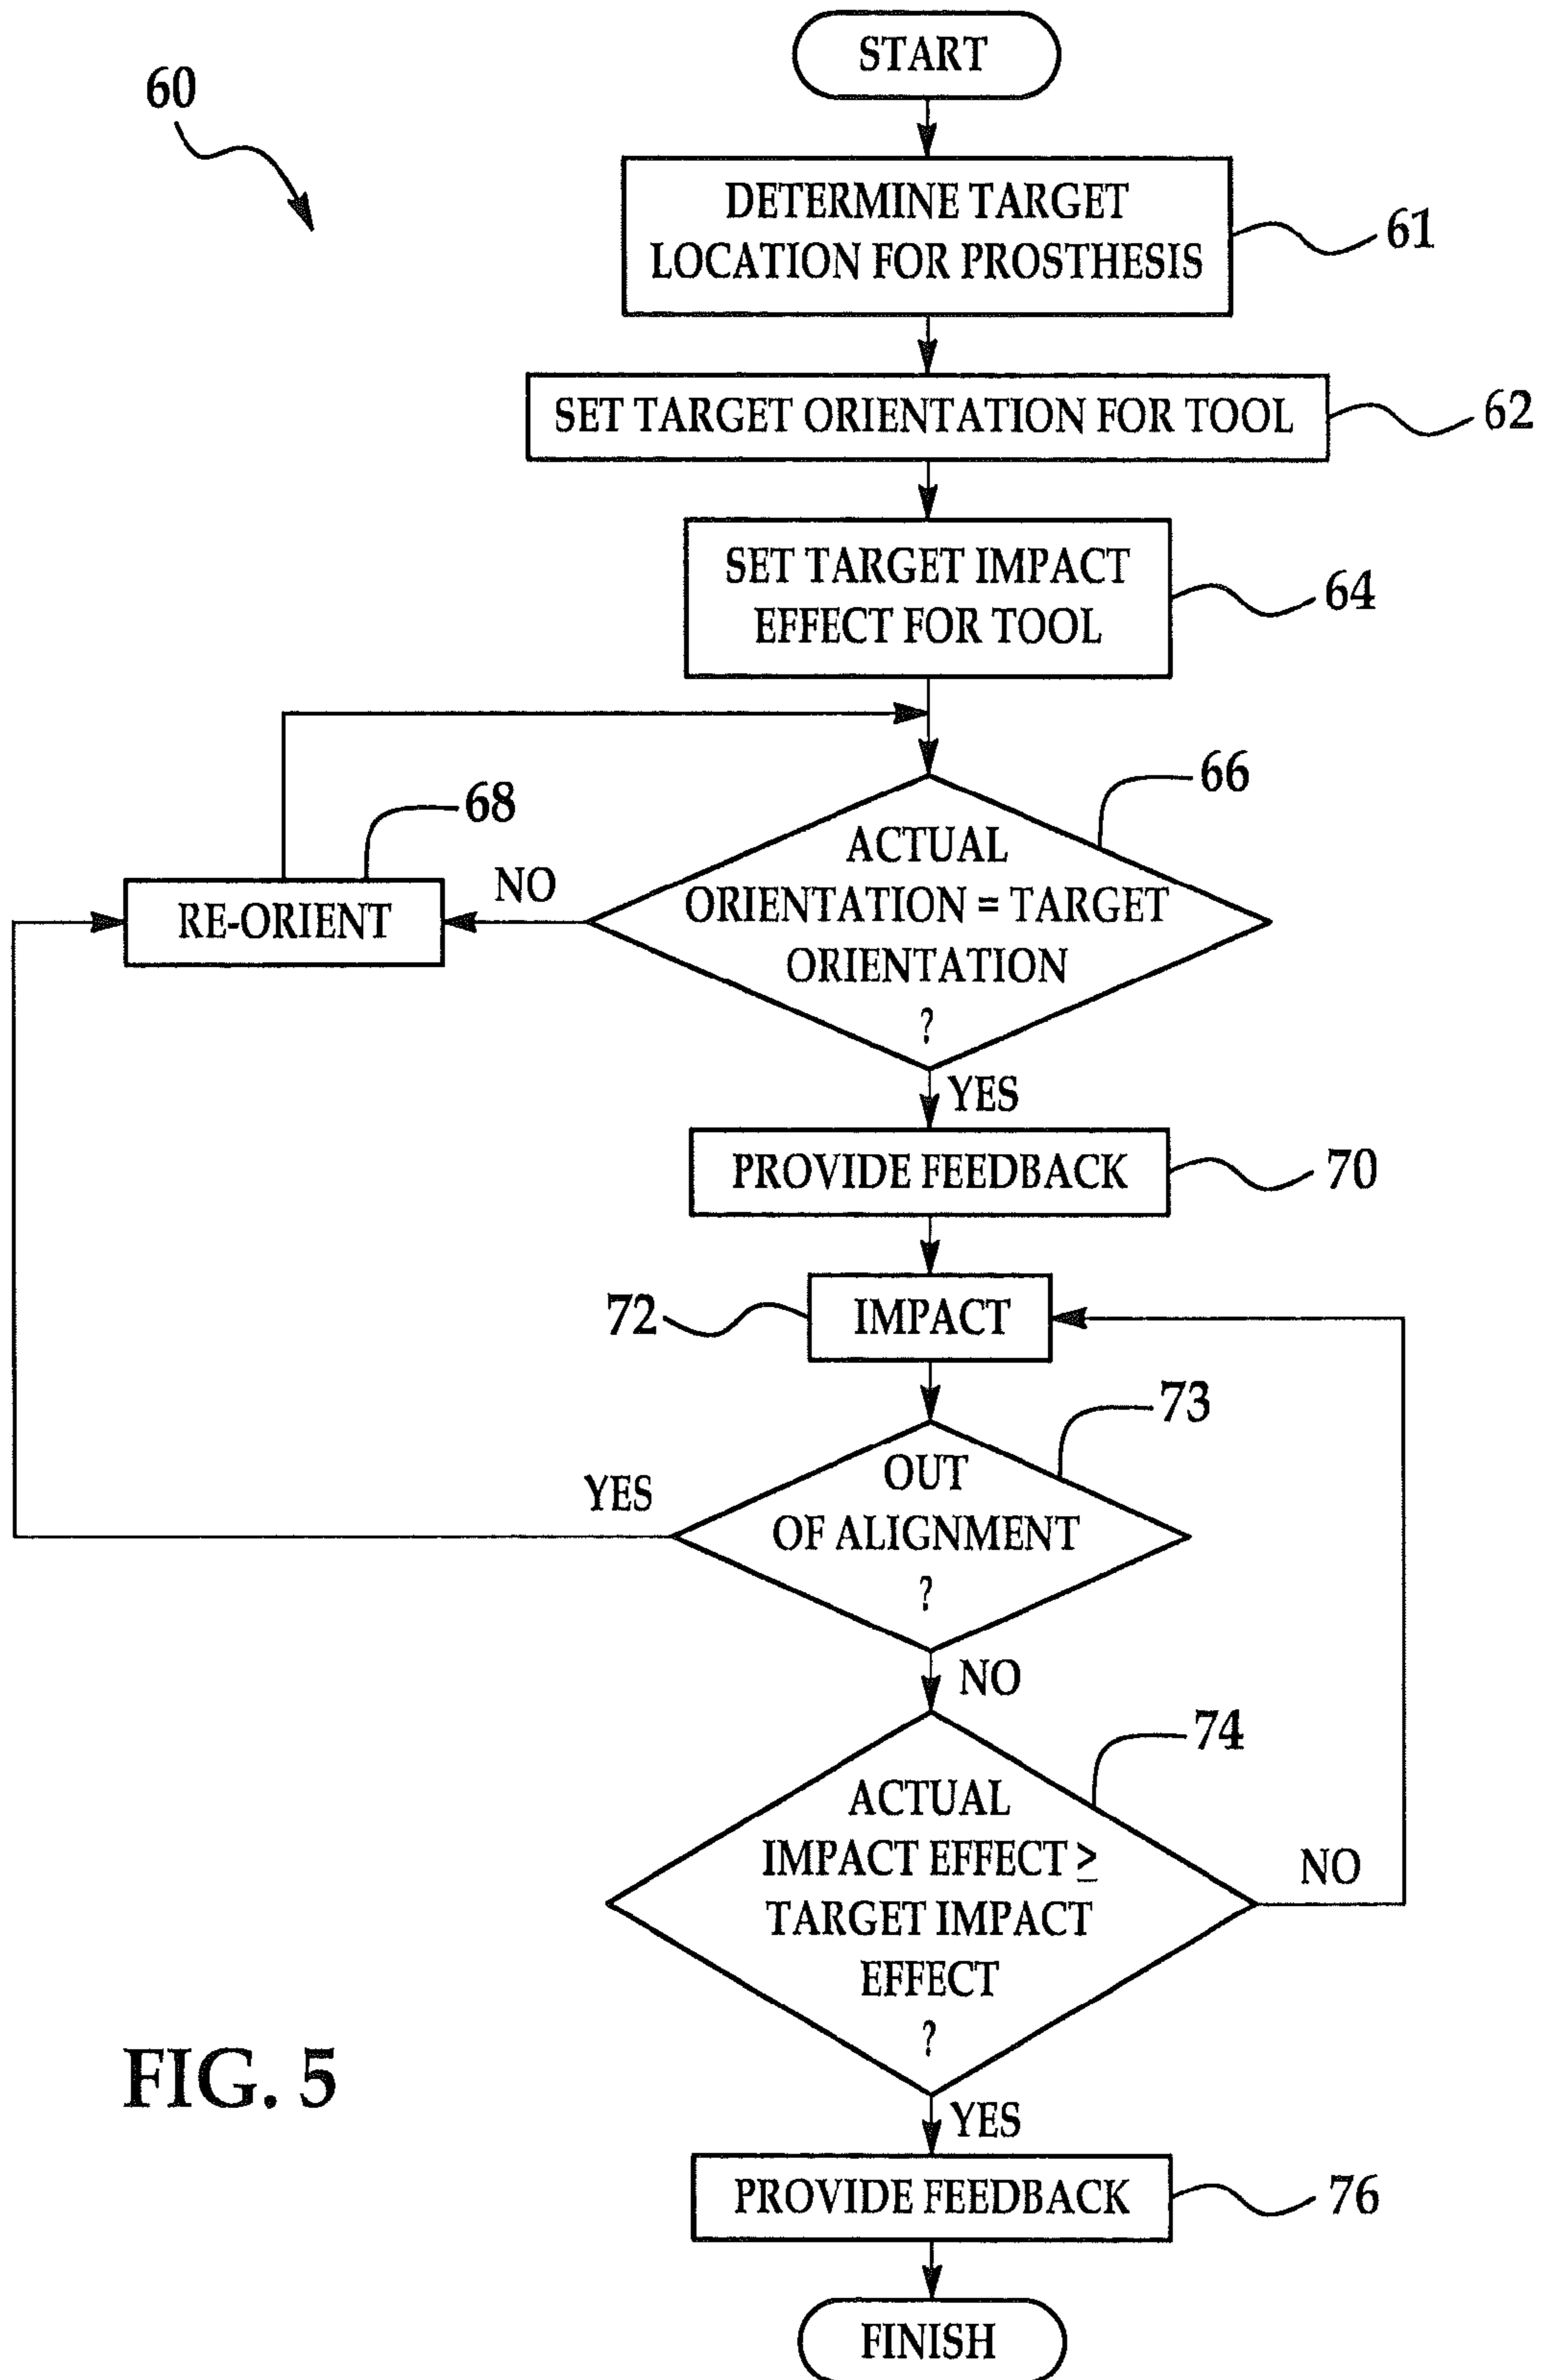 START
60
DETERMINE TARGET
LOCATION FOR PROSTHESIS
61
SET TARGET ORIENTATION FOR TOOL
62
SET TARGET IMPACT
EFFECT FOR TOOL
64
66
68
ACTUAL
ORIENTATION = TARGET
ORIENTATION
?
NO
RE-ORIENT
YES
PROVIDE FEEDBACK
70
72
IMPACT
73
OUT
OF ALIGNMENT
?
YES
NO
74
ACTUAL
IMPACT EFFECT ≥
TARGET IMPACT
EFFECT
?
NO
YES
FIG. 5
PROVIDE FEEDBACK
76
FINISH